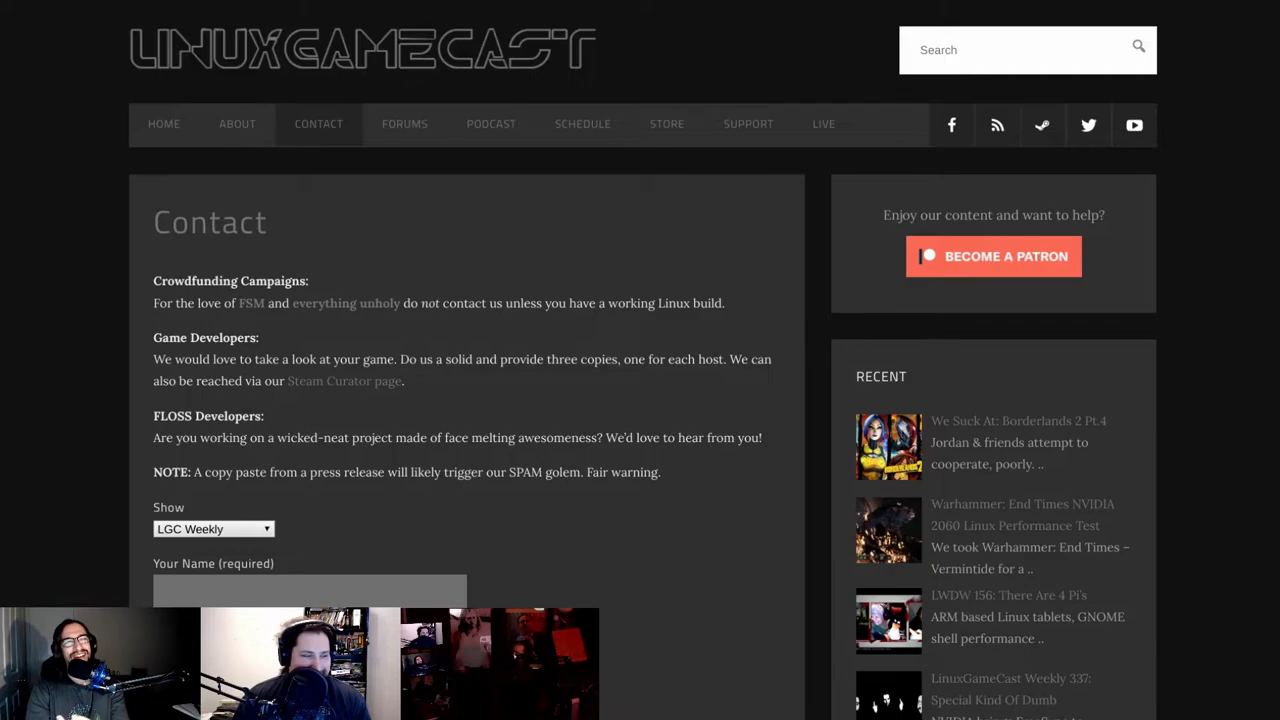 LINUXGAMECAST
Search
HOME ABOUT CONTACT FORUMS PODCAST SCHEDULE STORE SUPPORT LIVE
Contact
Crowdfunding Campaigns:
For the love of FSM and everything unholy do not contact us unless you have a working Linux build.
Game Developers:
We would love to take a look at your game. Do us a solid and provide three copies, one for each host. We can
also be reached via our Steam Curator page.
FLOSS Developers:
Are you working on a wicked-neat project made of face melting awesomeness? We’d love to hear from you!
NOTE: A copy paste from a press release will likely trigger our SPAM golem. Fair warning.
Show
LGC Weekly
Your Name (required)
Enjoy our content and want to help?
BECOME A PATRON
RECENT
We Suck At: Borderlands 2 Pt.4
Jordan & friends attempt to
cooperate, poorly. ..
Warhammer: End Times NVIDIA
2060 Linux Performance Test
We took Warhammer: End Times –
Vermintide for a ..
LWDW 156: There Are 4 Pi's
ARM based Linux tablets, GNOME
shell performance ..
LinuxGameCast Weekly 337:
Special Kind Of Dumb